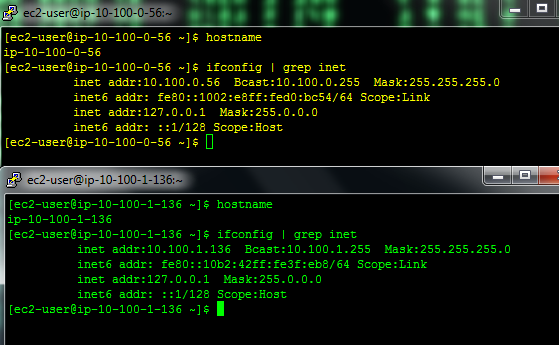 ec2-user@ip-10-100-0-56:~
[ec2-user@ip-10-100-0-56 ~]$ hostname
ip-10-100-0-56
[ec2-user@ip-10-100-0-56 ~]$ ifconfig | grep inet
inet addr:10.100.0.56  Bcast:10.100.0.255  Mask:255.255.255.0
inet6 addr: fe80::1002:e8ff:fed0:bc54/64 Scope:Link
inet addr:127.0.0.1  Mask:255.0.0.0
inet6 addr: ::1/128 Scope:Host
[ec2-user@ip-10-100-0-56 ~]$
ec2-user@ip-10-100-1-136:~
[ec2-user@ip-10-100-1-136 ~]$ hostname
ip-10-100-1-136
[ec2-user@ip-10-100-1-136 ~]$ ifconfig | grep inet
inet addr:10.100.1.136  Bcast:10.100.1.255  Mask:255.255.255.0
inet6 addr: fe80::10b2:42ff:fe3f:eb8/64 Scope:Link
inet addr:127.0.0.1  Mask:255.0.0.0
inet6 addr: ::1/128 Scope:Host
[ec2-user@ip-10-100-1-136 ~]$